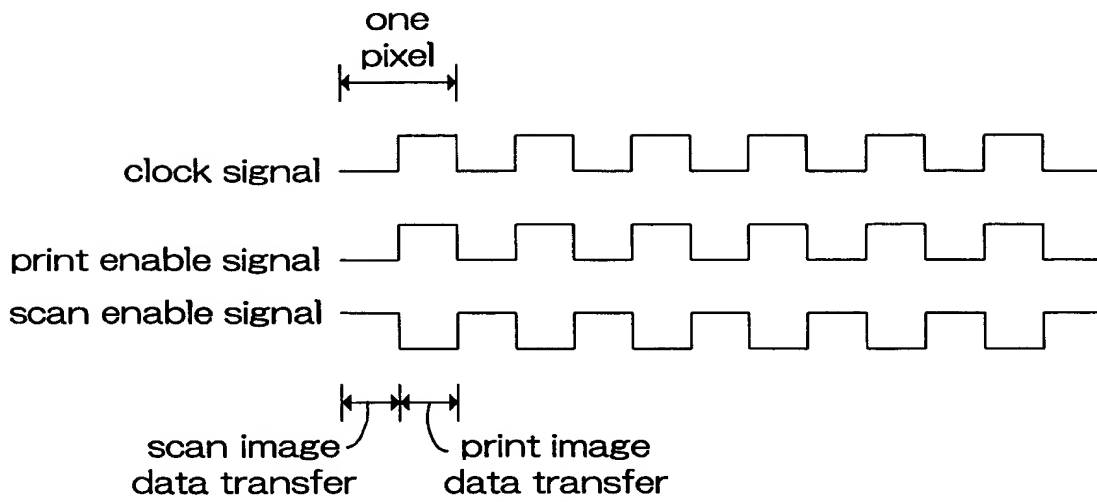 one
pixel
clock signal
print enable signal
scan enable signal
scan image
data transfer
print image
data transfer